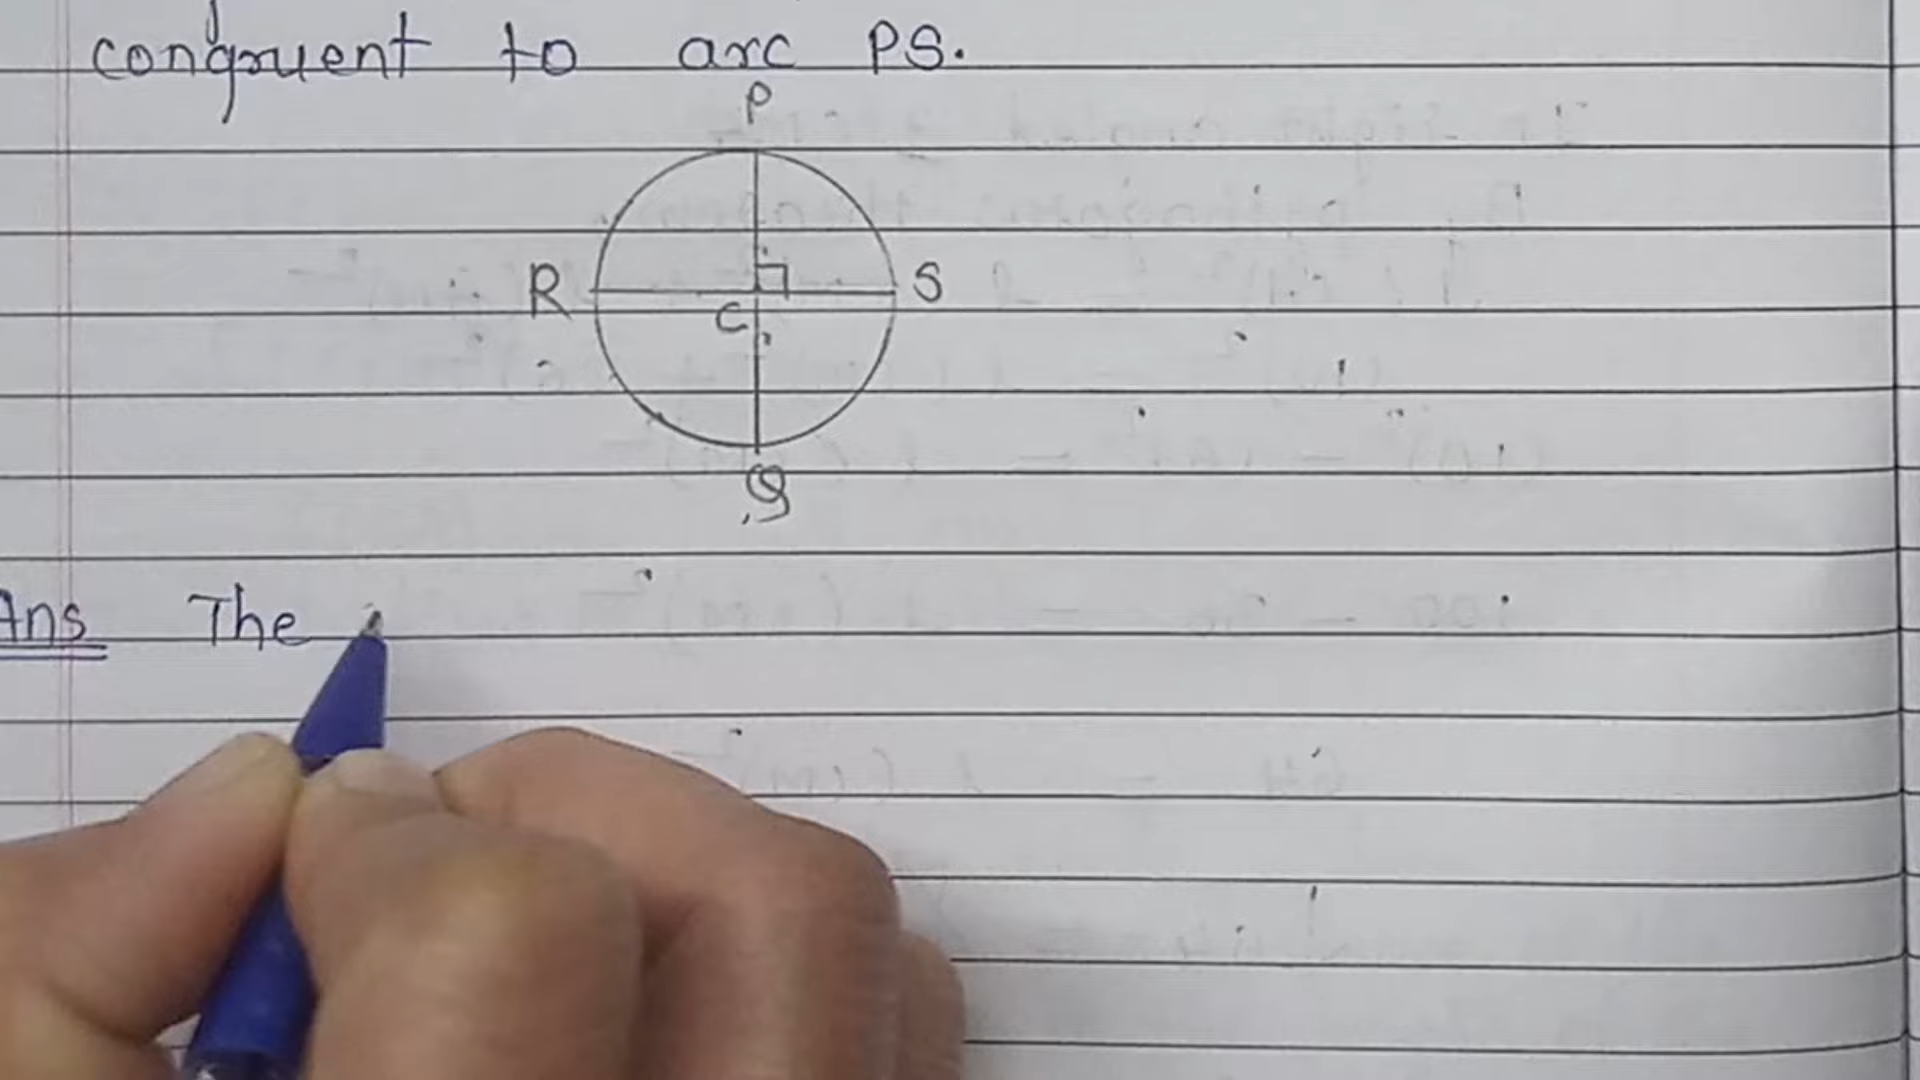 congruent to arc PS.
P
R S
C
Q
Ans The